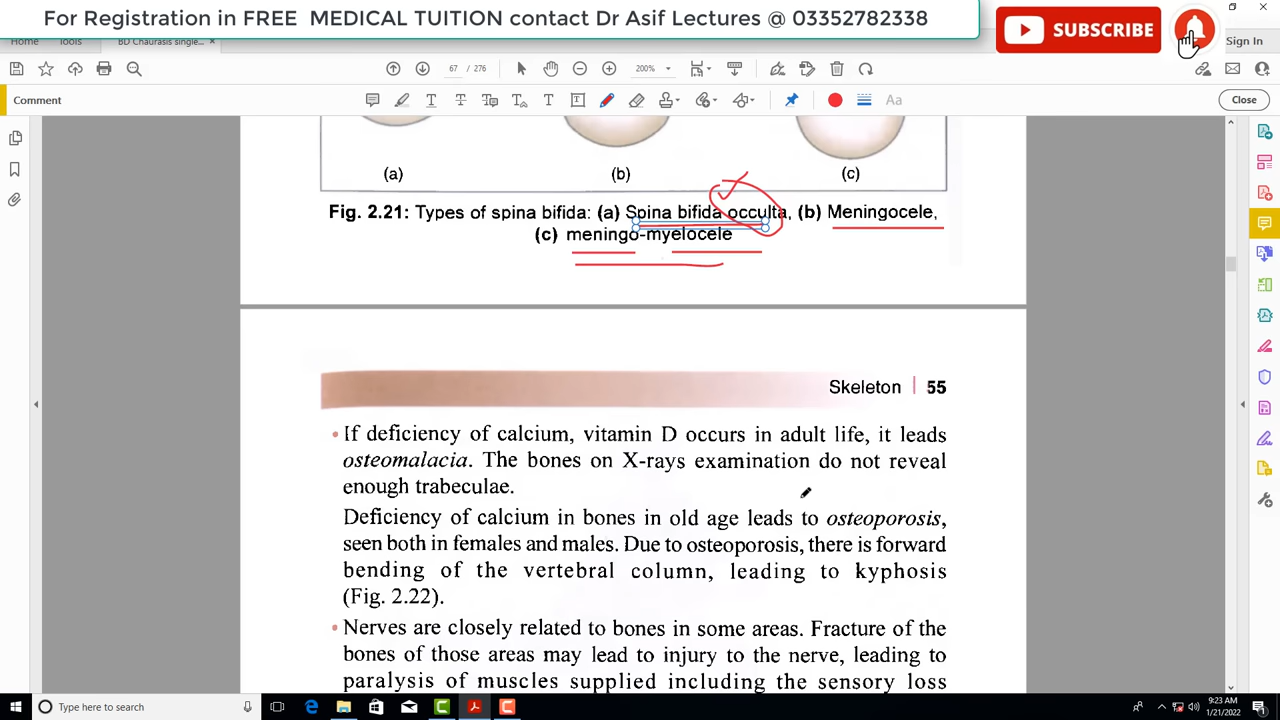 For Registration in FREE MEDICAL TUITION contact Dr Asif Lectures @ 03352782338
SUBSCRIBE
Home Tools BD Chaurasis single... × Sign In
67 / 276 200%
Comment Aa Close
(a) (b) (c)
Fig. 2.21: Types of spina bifida: (a) Spina bifida occulta, (b) Meningocele,
(c) meningo-myelocele
Skeleton 55
• If deficiency of calcium, vitamin D occurs in adult life, it leads
osteomalacia. The bones on X-rays examination do not reveal
enough trabeculae.
Deficiency of calcium in bones in old age leads to osteoporosis,
seen both in females and males. Due to osteoporosis, there is forward
bending of the vertebral column, leading to kyphosis
(Fig. 2.22).
• Nerves are closely related to bones in some areas. Fracture of the
bones of those areas may lead to injury to the nerve, leading to
paralysis of muscles supplied including the sensory loss
Type here to search
9:23 AM
1/21/2022